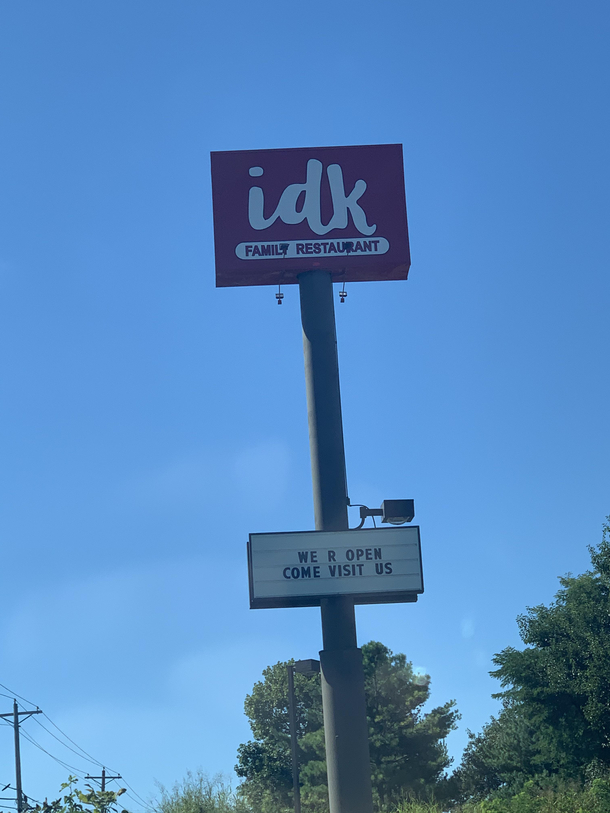 idk
FAMILY RESTAURANT
WE R OPEN
COME VISIT US